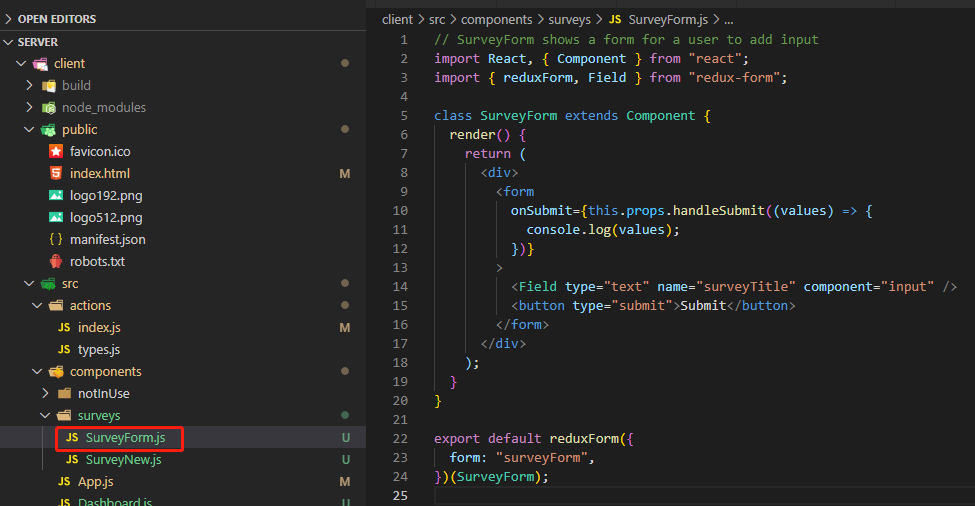 OPEN EDITORS
SERVER
client
build
node_modules
public
favicon.ico
index.html M
logo192.png
logo512.png
{ } manifest.json
robots.txt
src
actions
JS index.js M
JS types.js
components
notInUse
surveys
JS SurveyForm.js U
JS SurveyNew.js U
JS App.js M
JS Dashboard.js
client > src > components > surveys > JS SurveyForm.js > ...
1 // SurveyForm shows a form for a user to add input
2 import React, { Component } from "react";
3 import { reduxForm, Field } from "redux-form";
4
5 class SurveyForm extends Component {
6   render() {
7     return (
8       <div>
9         <form
10           onSubmit={this.props.handleSubmit((values) => {
11             console.log(values);
12           })}
13         >
14           <Field type="text" name="surveyTitle" component="input" />
15           <button type="submit">Submit</button>
16         </form>
17       </div>
18     );
19   }
20 }
21
22 export default reduxForm({
23   form: "surveyForm",
24 })(SurveyForm);
25